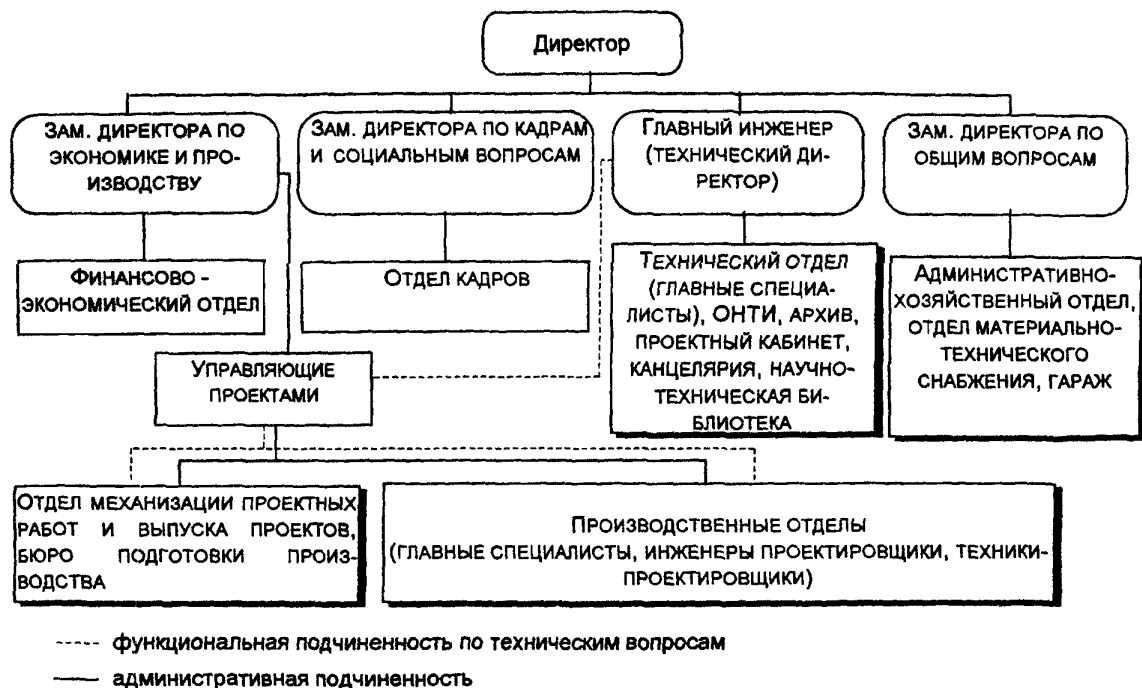 Директор
ЗАМ. ДИРЕКТОРА ПО
ЭКОНОМИКЕ И ПРО-
ИЗВОДСТВУ
ЗАМ. ДИРЕКТОРА ПО КАДРАМ
И СОЦИАЛЬНЫМ ВОПРОСАМ
ГЛАВНЫЙ ИНЖЕНЕР
(ТЕХНИЧЕСКИЙ ДИ-
РЕКТОР)
ЗАМ. ДИРЕКТОРА ПО
ОБЩИМ ВОПРОСАМ
ФИНАНСОВО -
ЭКОНОМИЧЕСКИЙ ОТДЕЛ
ОТДЕЛ КАДРОВ
ТЕХНИЧЕСКИЙ ОТДЕЛ
(ГЛАВНЫЕ СПЕЦИА-
ЛИСТЫ), ОНТИ, АРХИВ,
ПРОЕКТНЫЙ КАБИНЕТ,
КАНЦЕЛЯРИЯ, НАУЧНО-
ТЕХНИЧЕСКАЯ БИ-
БЛИОТЕКА
АДМИНИСТРАТИВНО-
ХОЗЯЙСТВЕННЫЙ ОТДЕЛ,
ОТДЕЛ МАТЕРИАЛЬНО-
ТЕХНИЧЕСКОГО
СНАБЖЕНИЯ, ГАРАЖ
УПРАВЛЯЮЩИЕ
ПРОЕКТАМИ
ОТДЕЛ МЕХАНИЗАЦИИ ПРОЕКТНЫХ
РАБОТ И ВЫПУСКА ПРОЕКТОВ,
БЮРО ПОДГОТОВКИ ПРОИЗ-
ВОДСТВА
ПРОИЗВОДСТВЕННЫЕ ОТДЕЛЫ
(ГЛАВНЫЕ СПЕЦИАЛИСТЫ, ИНЖЕНЕРЫ ПРОЕКТИРОВЩИКИ, ТЕХНИКИ-
ПРОЕКТИРОВЩИКИ)
функциональная подчиненность по техническим вопросам
административная подчиненность